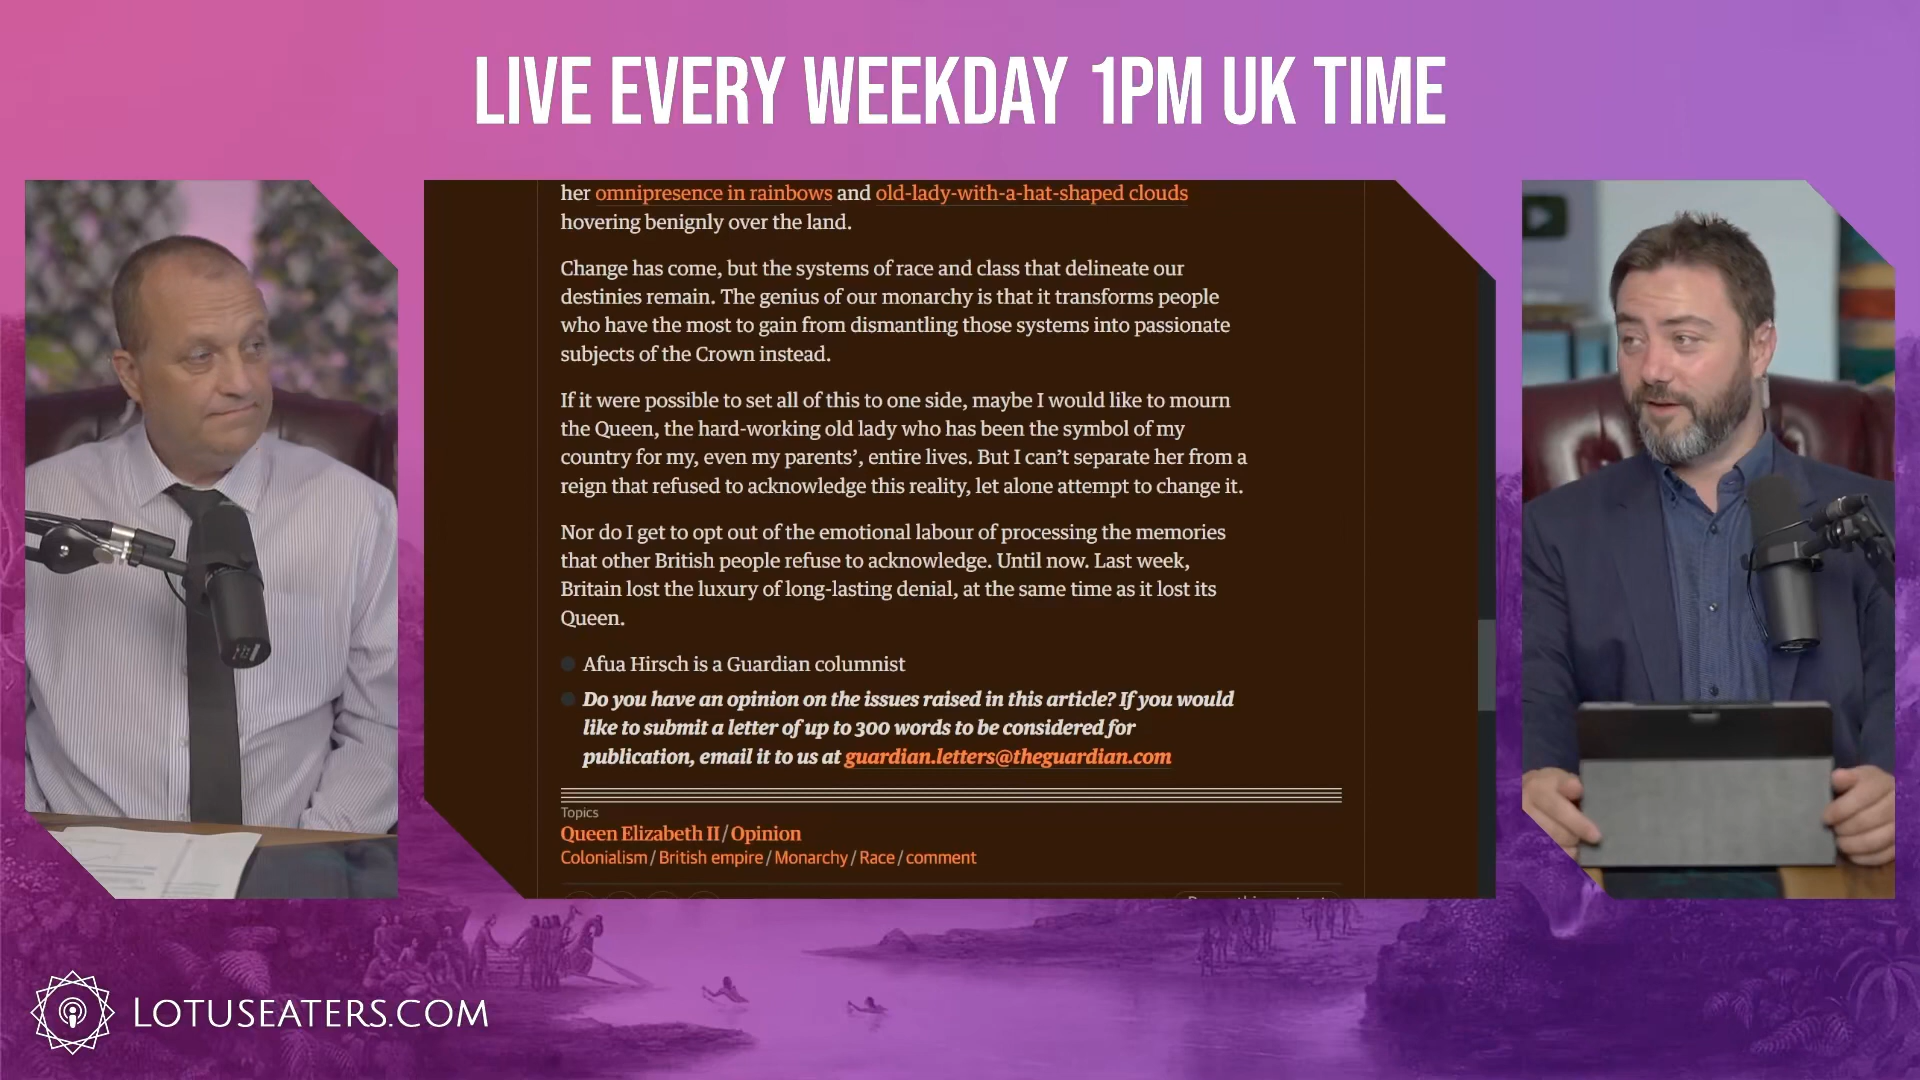 LIVE EVERY WEEKDAY 1PM UK TIME
her omnipresence in rainbows and old-lady-with-a-hat-shaped clouds
hovering benignly over the land.
Change has come, but the systems of race and class that delineate our
destinies remain. The genius of our monarchy is that it transforms people
who have the most to gain from dismantling those systems into passionate
subjects of the Crown instead.
If it were possible to set all of this to one side, maybe I would like to mourn
the Queen, the hard-working old lady who has been the symbol of my
country for my, even my parents’, entire lives. But I can’t separate her from a
reign that refused to acknowledge this reality, let alone attempt to change it.
Nor do I get to opt out of the emotional labour of processing the memories
that other British people refuse to acknowledge. Until now. Last week,
Britain lost the luxury of long-lasting denial, at the same time as it lost its
Queen.
Afua Hirsch is a Guardian columnist
Do you have an opinion on the issues raised in this article? If you would
like to submit a letter of up to 300 words to be considered for
publication, email it to us at guardian.letters@theguardian.com
Topics
Queen Elizabeth II / Opinion
Colonialism / British empire / Monarchy / Race / comment
LOTUSEATERS.COM